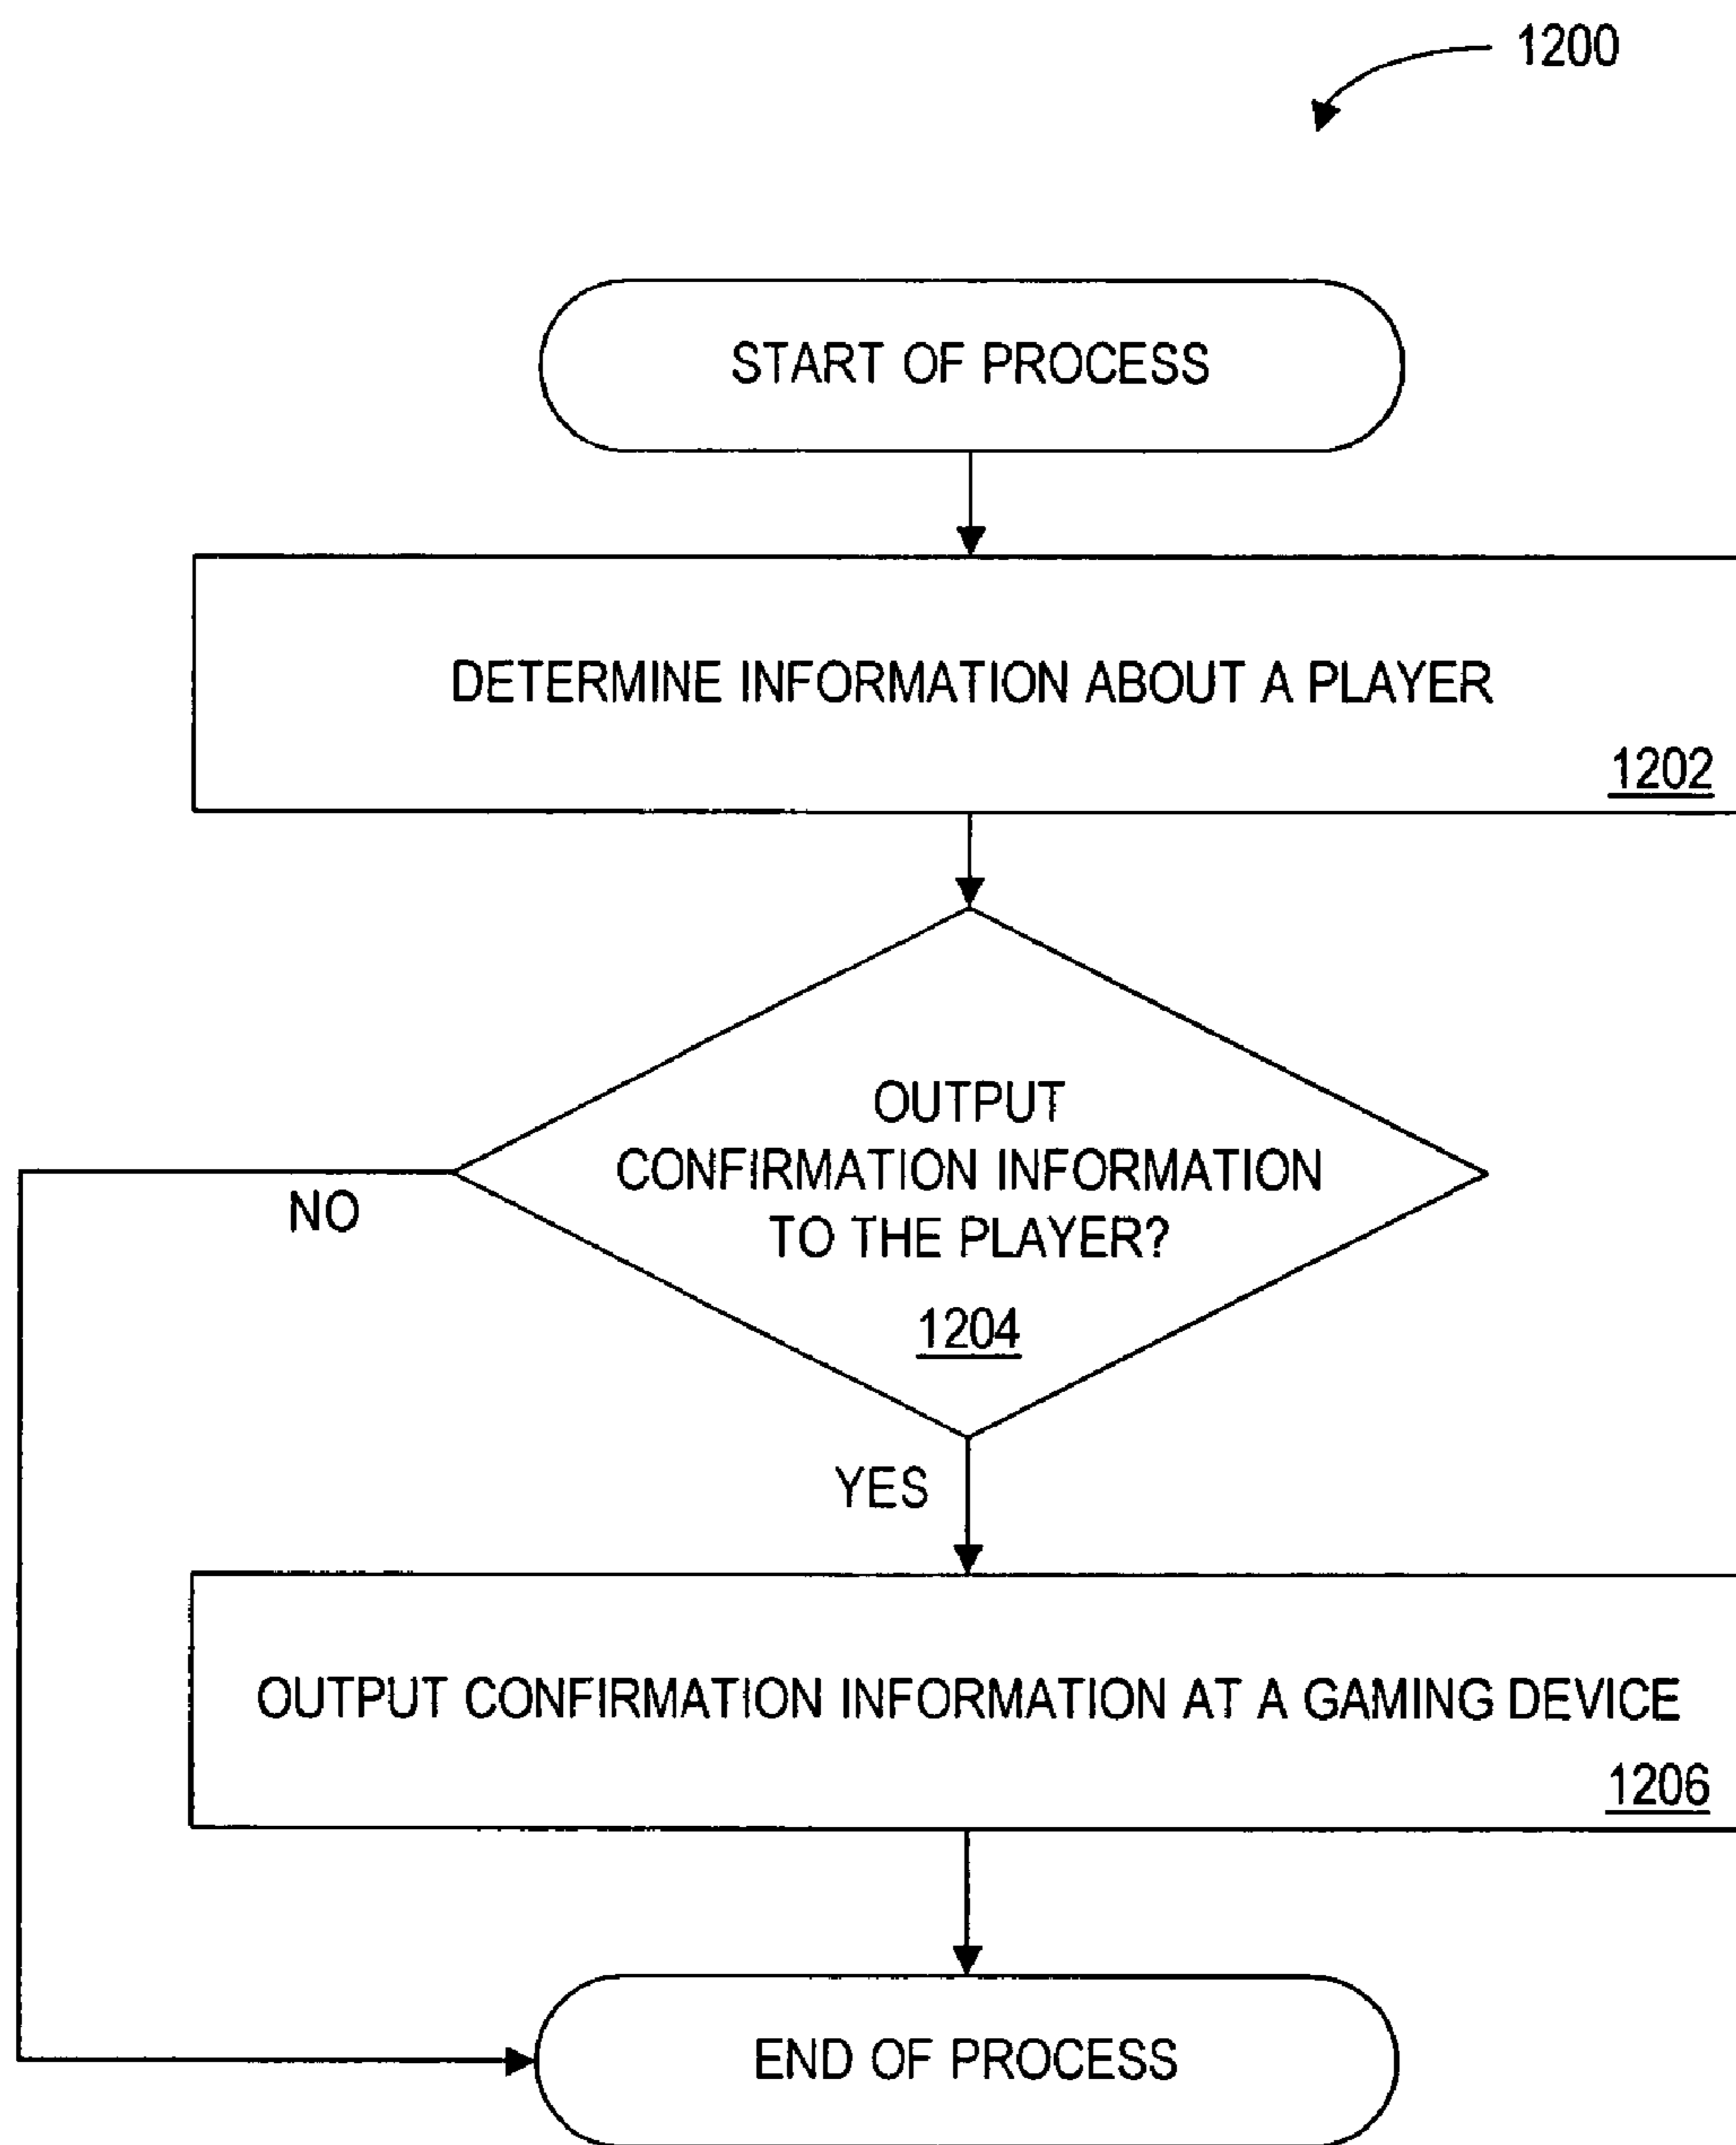 1200
START OF PROCESS
DETERMINE INFORMATION ABOUT A PLAYER
1202
OUTPUT
CONFIRMATION INFORMATION
TO THE PLAYER?
1204
NO
YES
OUTPUT CONFIRMATION INFORMATION AT A GAMING DEVICE
1206
END OF PROCESS